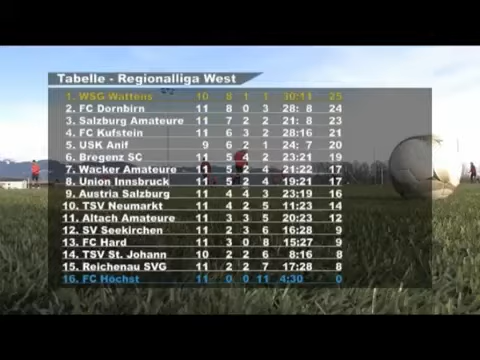 Tabelle - Regionalliga West
1. WSG Wattens 10 8 1 1 30:11 25
2. FC Dornbirn 11 8 0 3 28: 8 24
3. Salzburg Amateure 11 7 2 2 21: 8 23
4. FC Kufstein 11 6 3 2 28:16 21
5. USK Anif 9 6 2 1 24: 7 20
6. Bregenz SC 11 5 4 2 23:21 19
7. Wacker Amateure 11 5 2 4 21:22 17
8. Union Innsbruck 11 5 2 4 19:21 17
9. Austria Salzburg 11 4 4 3 23:19 16
10. TSV Neumarkt 11 4 2 5 11:23 14
11. Altach Amateure 11 3 3 5 20:23 12
12. SV Seekirchen 11 2 3 6 16:28 9
13. FC Hard 11 3 0 8 15:27 9
14. TSV St. Johann 10 2 2 6 8:16 8
15. Reichenau SVG 11 2 2 7 17:28 8
16. FC Höchst 11 0 0 11 4:30 0